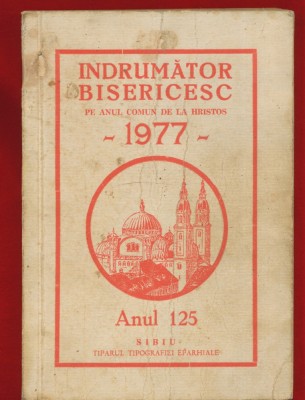 INDRUMĂTOR
BISERICESC
PE ANUL COMUN DE LA HRISTOS
- 1977 -
Anul 125
SIBIU
TIPARUL TIPOGRAFIEI EPARHIALE